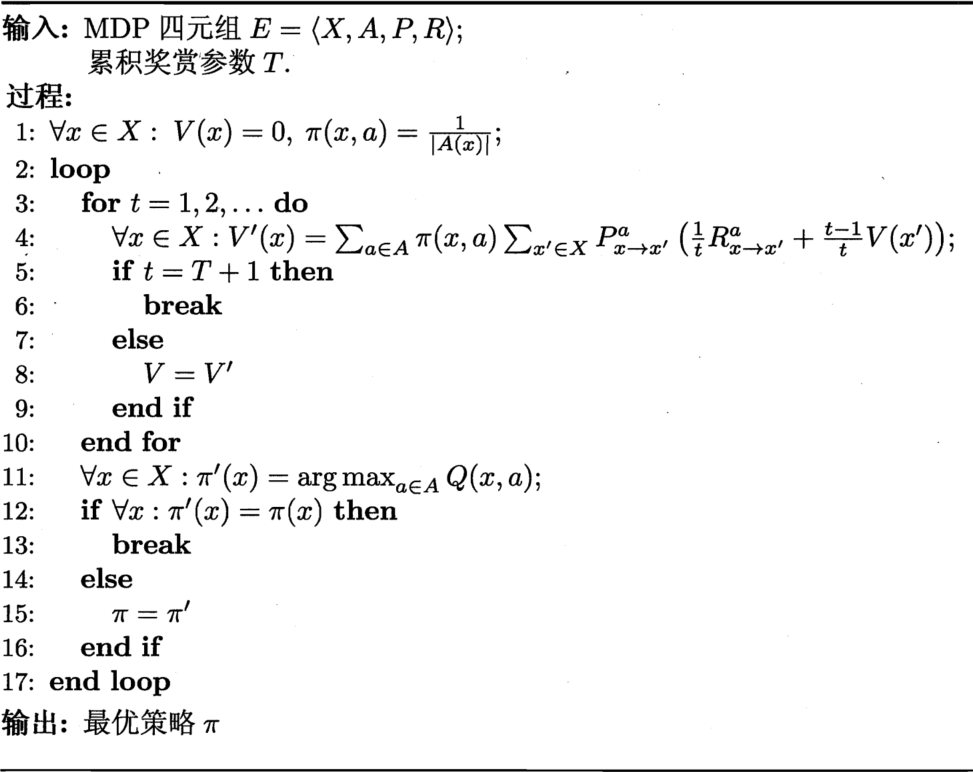 输入: MDP 四元组 E = ⟨X, A, P, R⟩;
累积奖赏参数 T.
过程:
1: ∀x ∈ X : V(x) = 0, π(x, a) = 1/|A(x)|;
2: loop
3: for t = 1, 2, . . . do
4: ∀x ∈ X : V′(x) = ∑_{a∈A} π(x, a) ∑_{x′∈X} P^a_{x→x′} (1/t R^a_{x→x′} + (t−1)/t V(x′));
5: if t = T + 1 then
6: break
7: else
8: V = V′
9: end if
10: end for
11: ∀x ∈ X : π′(x) = arg max_{a∈A} Q(x, a);
12: if ∀x : π′(x) = π(x) then
13: break
14: else
15: π = π′
16: end if
17: end loop
输出: 最优策略 π